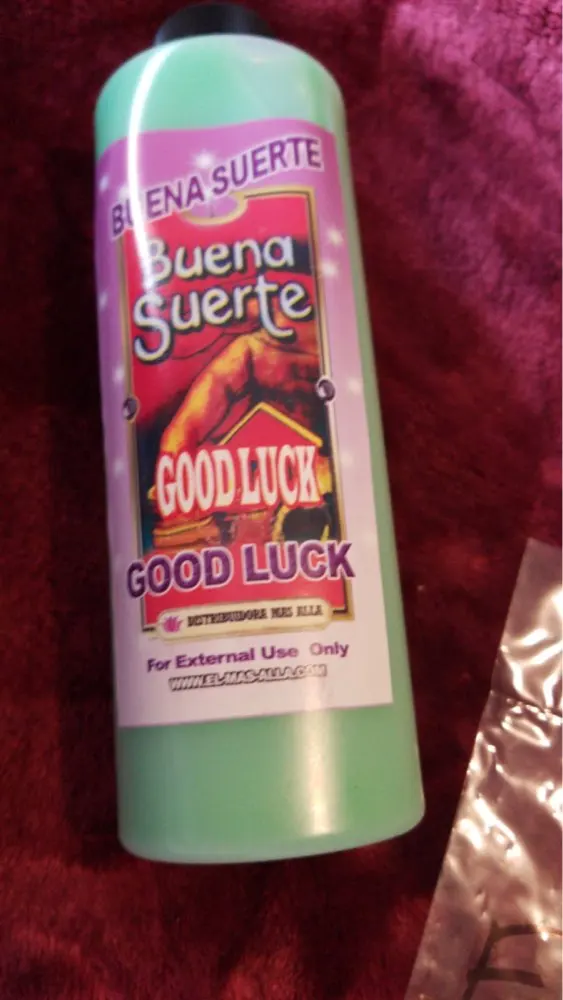 BUENA SUERTE
Buena
Suerte
GOOD LUCK
GOOD LUCK
DISTRIBUIDORA MAS ALLA
For External Use Only
WWW.EL-MAS-ALLA.COM